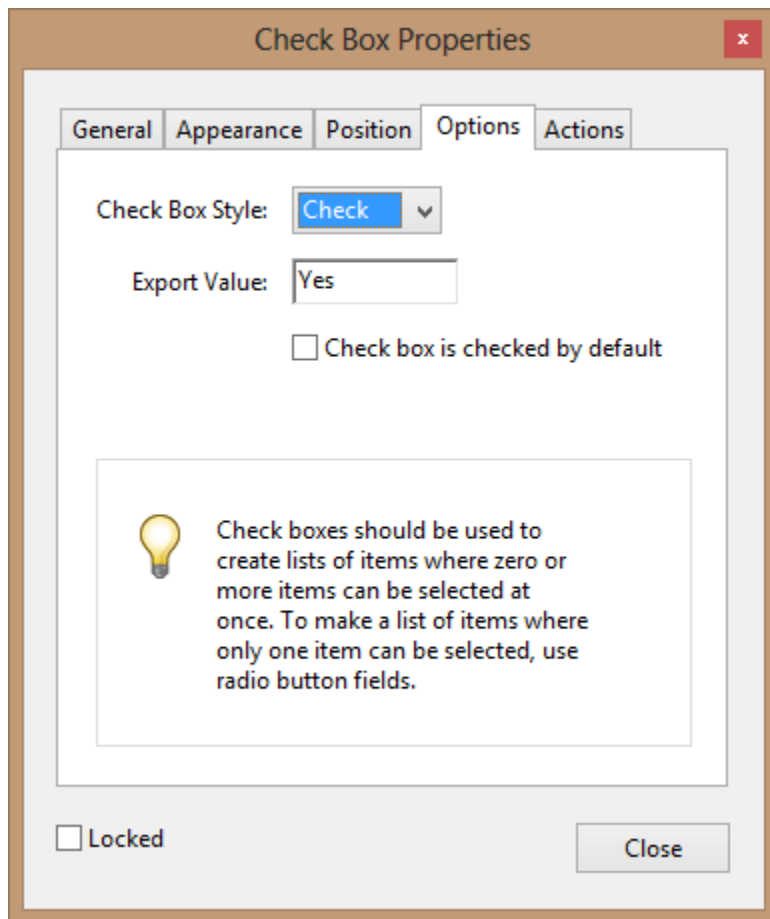 Check Box Properties
x
General Appearance Position Options Actions
Check Box Style: Check
Export Value: Yes
Check box is checked by default
Check boxes should be used to
create lists of items where zero or
more items can be selected at
once. To make a list of items where
only one item can be selected, use
radio button fields.
Locked
Close